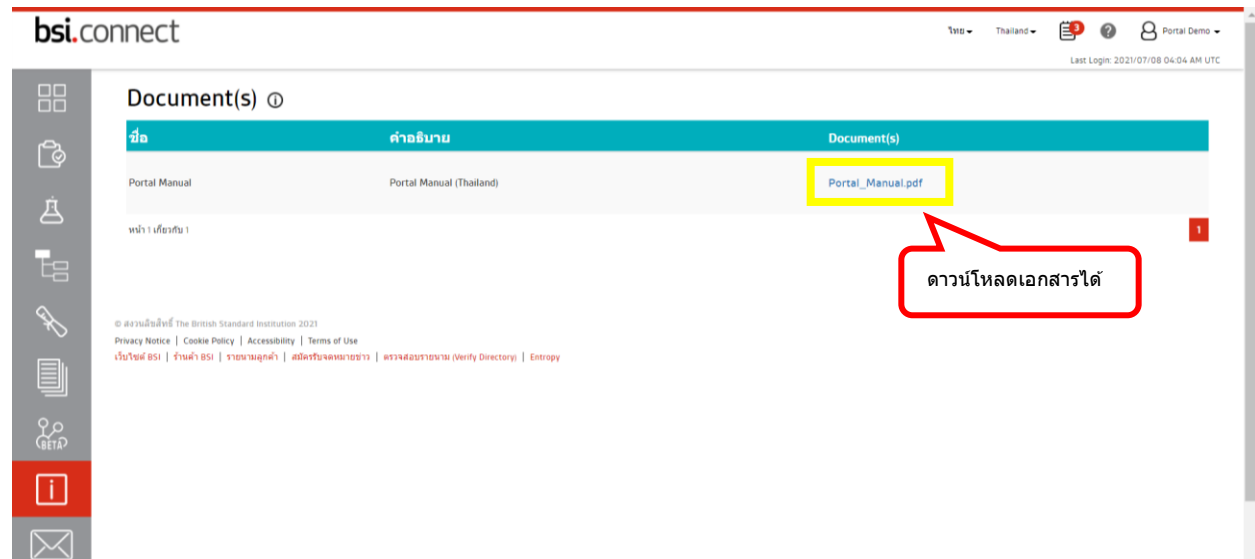 bsi.connect
ไทย Thailand 3 ? Portal Demo
Last Login: 2021/07/08 04:04 AM UTC
Document(s) i
ชื่อ คำอธิบาย Document(s)
Portal Manual Portal Manual (Thailand) Portal_Manual.pdf
หน้า 1 เกี่ยวกับ 1 1
ดาวน์โหลดเอกสารได้
© สงวนลิขสิทธิ์ The British Standard Institution 2021
Privacy Notice | Cookie Policy | Accessibility | Terms of Use
เว็บไซต์ BSI | ร้านค้า BSI | รายนามลูกค้า | สมัครรับจดหมายข่าว | ตรวจสอบรายนาม (Verify Directory) | Entropy
BETA
i